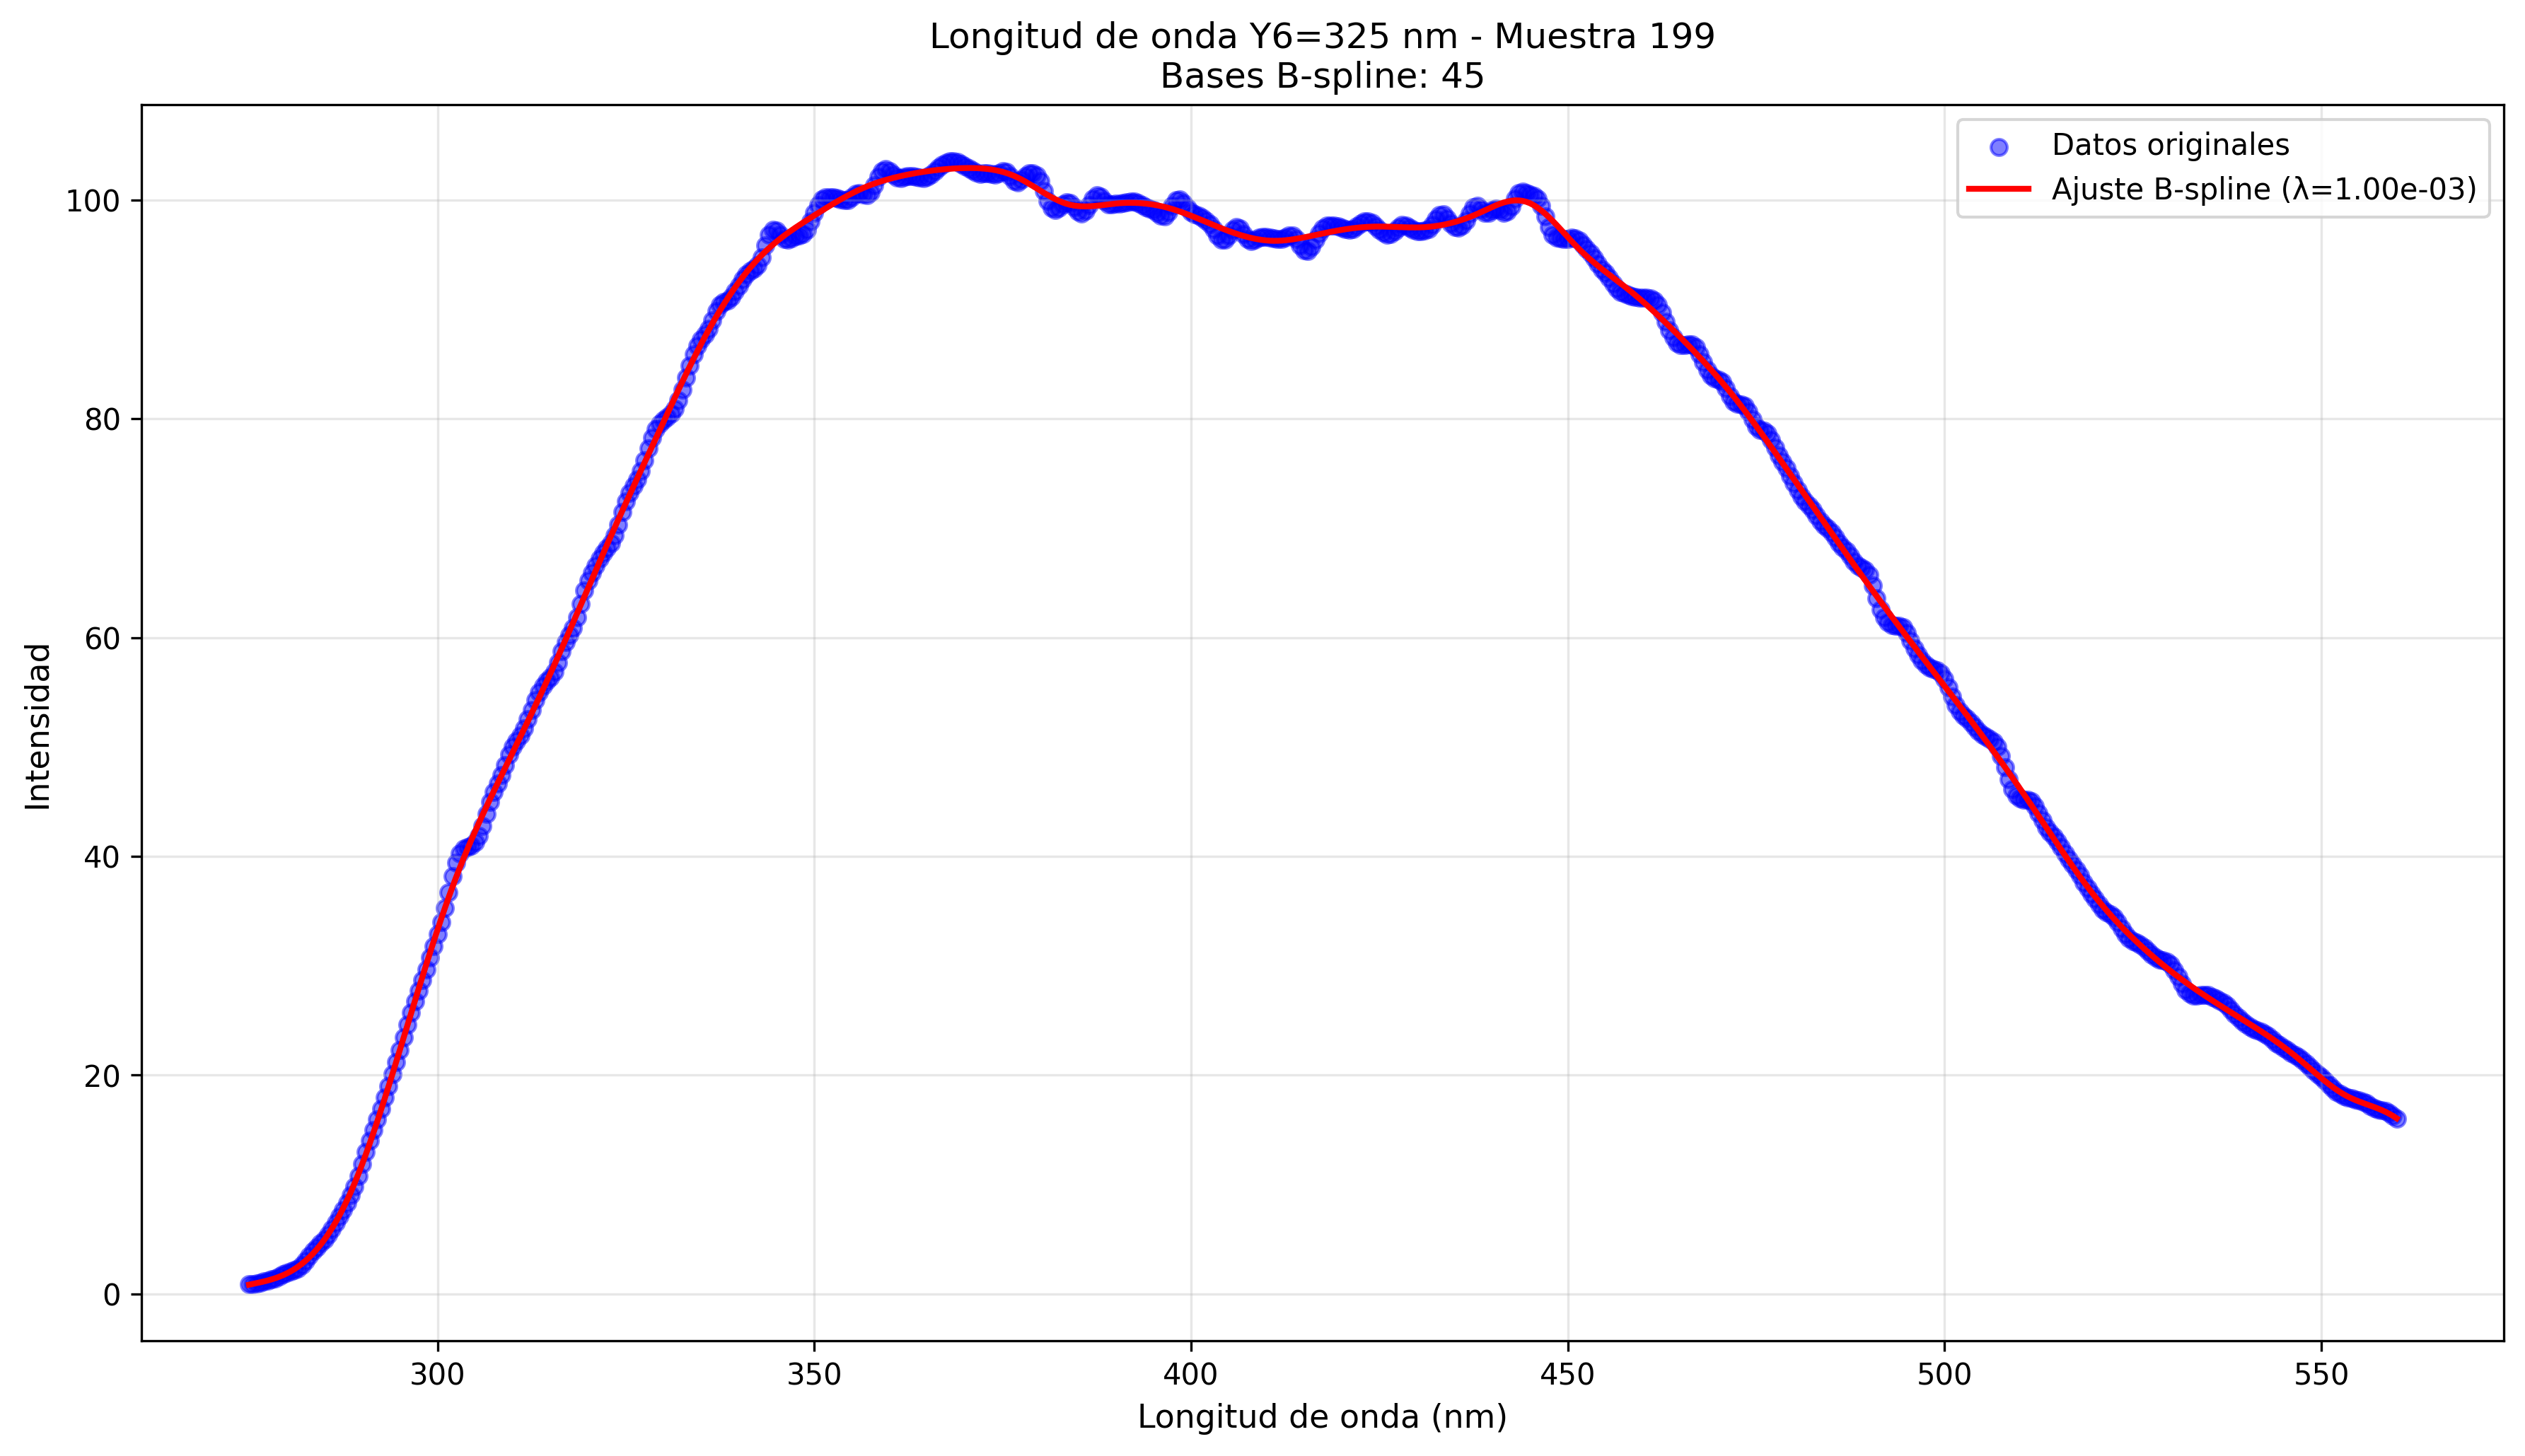 Longitud de onda Y6=325 nm - Muestra 199
Bases B-spline: 45
Datos originales
Ajuste B-spline (λ=1.00e-03)
Intensidad
100
80
60
40
20
0
300 350 400 450 500 550
Longitud de onda (nm)